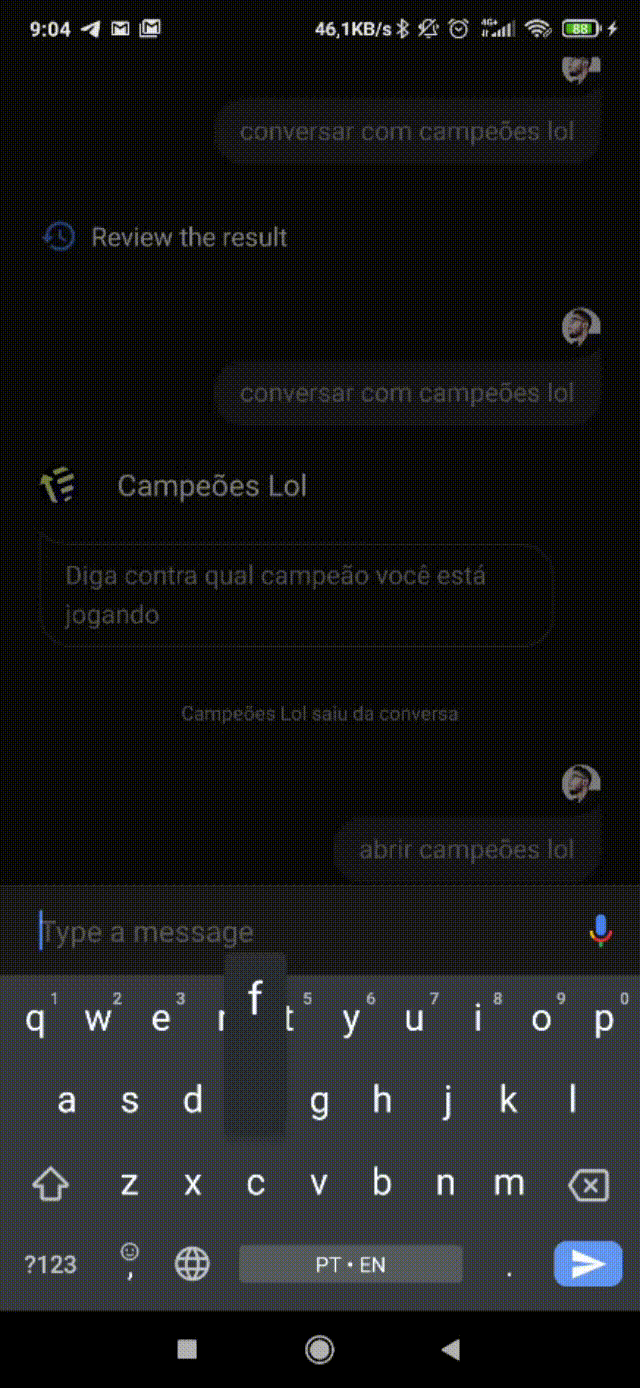 9:04 46,1KB/s 4G+ 88
conversar com campeões lol
Review the result
conversar com campeões lol
Campeões Lol
Diga contra qual campeão você está
jogando
Campeões Lol saiu da conversa
abrir campeões lol
Type a message
f
q 1 w 2 e 3 r t 5 y 6 u 7 i 8 o 9 p 0
a s d g h j k l
z x c v b n m
?123 , PT • EN .